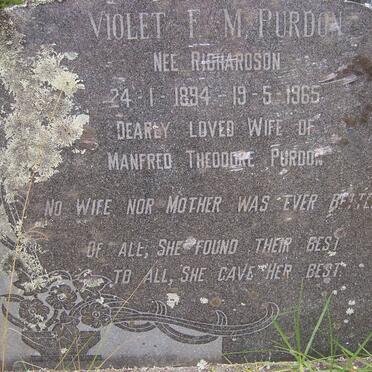 VIOLET F. M. PURDON
NEE RICHARDSON
24-1-1894 - 19-5-1965
DEARLY LOVED WIFE OF
MANFRED THEODORE PURDON
NO WIFE NOR MOTHER WAS EVER BETTER
OF ALL, SHE FOUND THEIR BEST
TO ALL, SHE GAVE HER BEST.